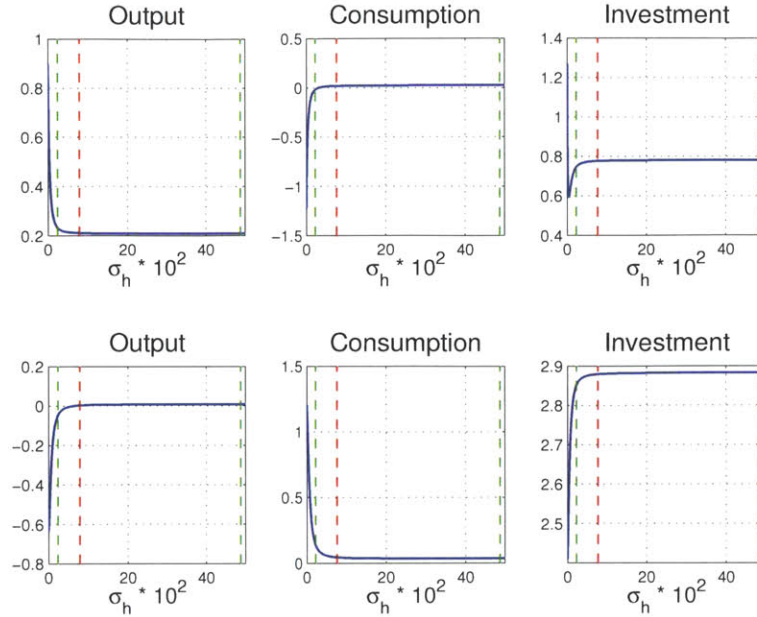 Output
1
0.8
0.6
0.4
0.2
0 20 40
σh * 10²
Consumption
0.5
0
−0.5
−1
−1.5
0 20 40
σh * 10²
Investment
1.4
1.2
1
0.8
0.6
0.4
0 20 40
σh * 10²
Output
0.2
0
−0.2
−0.4
−0.6
−0.8
0 20 40
σh * 10²
Consumption
1.5
1
0.5
0
0 20 40
σh * 10²
Investment
2.9
2.8
2.7
2.6
2.5
0 20 40
σh * 10²